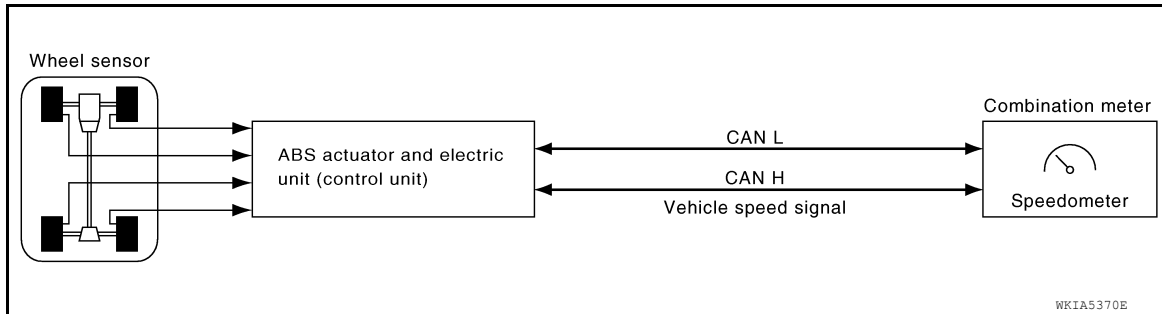 Wheel sensor
ABS actuator and electric
unit (control unit)
CAN L
CAN H
Vehicle speed signal
Combination meter
Speedometer
WKIA5370E